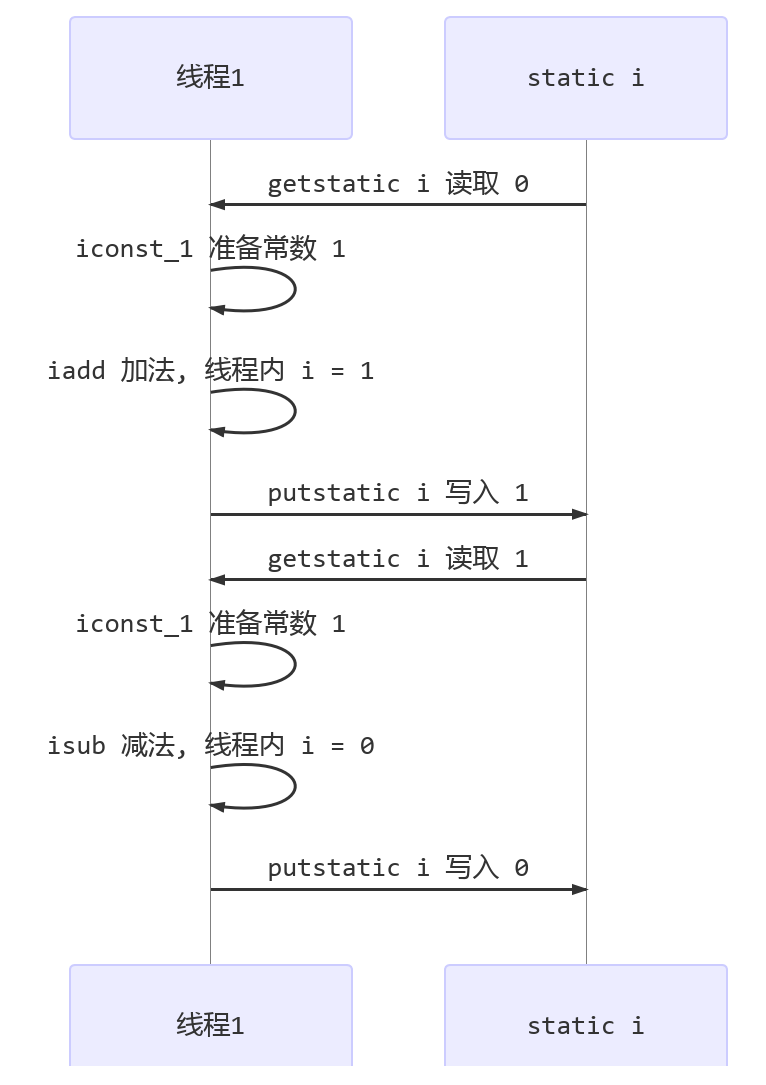 线程1
static i
getstatic i 读取 0
iconst_1 准备常数 1
iadd 加法, 线程内 i = 1
putstatic i 写入 1
getstatic i 读取 1
iconst_1 准备常数 1
isub 减法, 线程内 i = 0
putstatic i 写入 0
线程1
static i